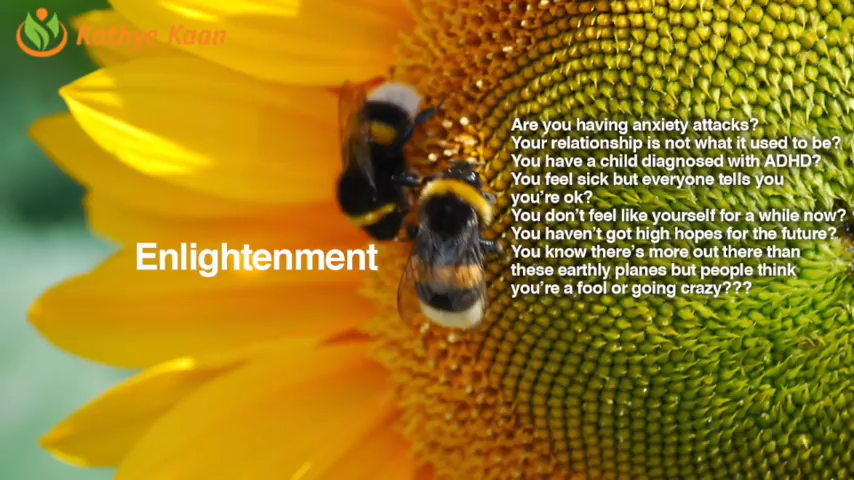 Kathye Kaan
Are you having anxiety attacks?
Your relationship is not what it used to be?
You have a child diagnosed with ADHD?
You feel sick but everyone tells you
you're ok?
You don't feel like yourself for a while now?
You haven't got high hopes for the future?
You know there's more out there than
these earthly planes but people think
you're a fool or going crazy???
Enlightenment